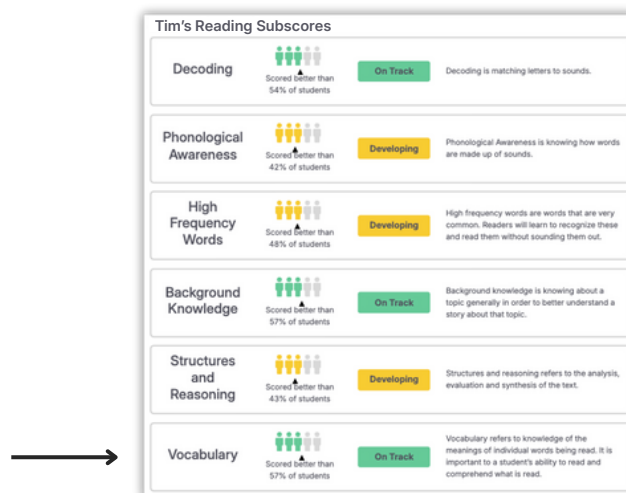 Tim's Reading Subscores
Decoding
Scored better than
54% of students
On Track
Decoding is matching letters to sounds.
Phonological
Awareness
Scored better than
42% of students
Developing
Phonological Awareness is knowing how words
are made up of sounds.
High
Frequency
Words
Scored better than
48% of students
Developing
High frequency words are words that are very
common. Readers will learn to recognize these
and read them without sounding them out.
Background
Knowledge
Scored better than
57% of students
On Track
Background knowledge is knowing about a
topic generally in order to better understand a
story about that topic.
Structures
and
Reasoning
Scored better than
43% of students
Developing
Structures and reasoning refers to the analysis,
evaluation and synthesis of the text.
Vocabulary
Scored better than
57% of students
On Track
Vocabulary refers to knowledge of the
meanings of individual words being read. It is
important to a student's ability to read and
comprehend what is read.